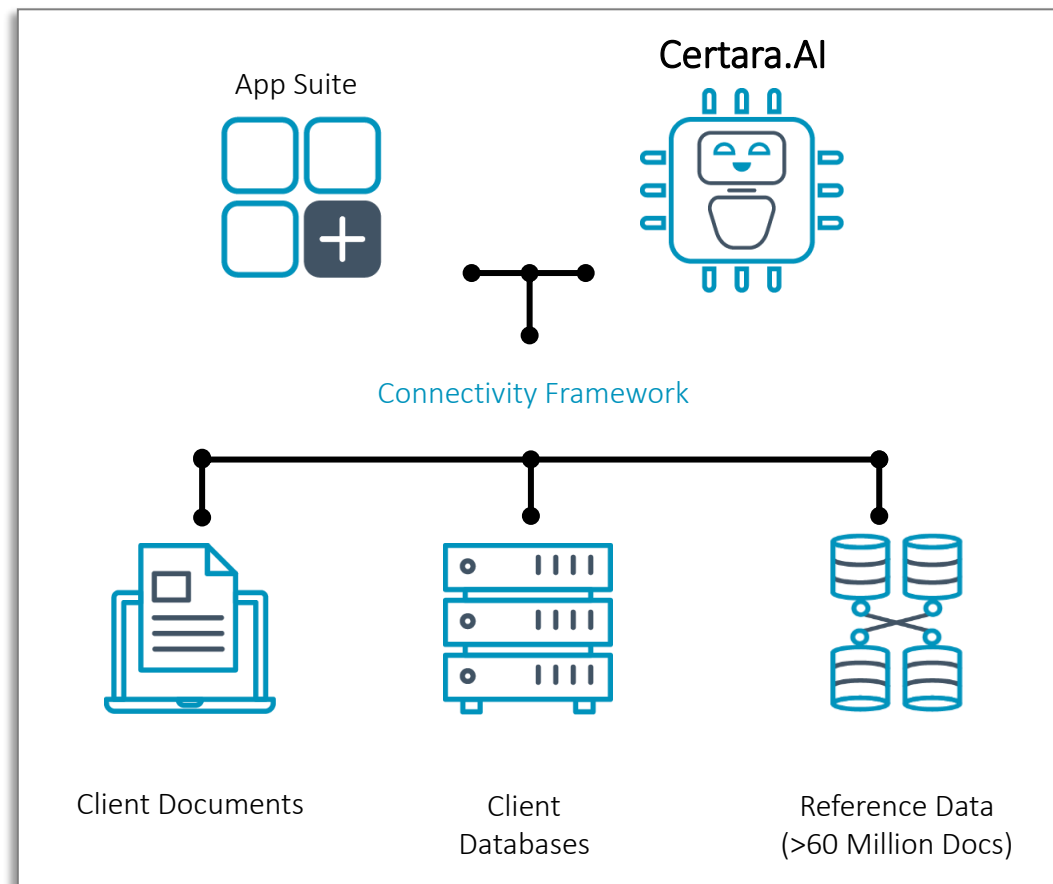 App Suite
Certara.AI
Connectivity Framework
Client Documents
Client
Databases
Reference Data
(>60 Million Docs)